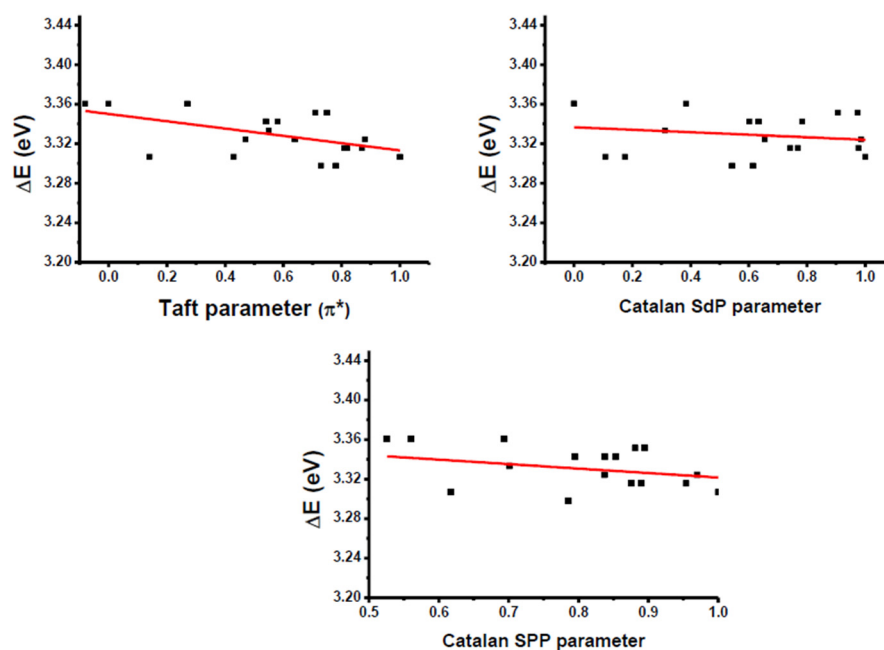 3.44
3.40
3.36
3.32
3.28
3.24
3.20
ΔE (eV)
0.0 0.2 0.4 0.6 0.8 1.0
Taft parameter (π*)
3.44
3.40
3.36
3.32
3.28
3.24
3.20
ΔE (eV)
0.0 0.2 0.4 0.6 0.8 1.0
Catalan SdP parameter
3.44
3.40
3.36
3.32
3.28
3.24
3.20
ΔE (eV)
0.5 0.6 0.7 0.8 0.9 1.0
Catalan SPP parameter